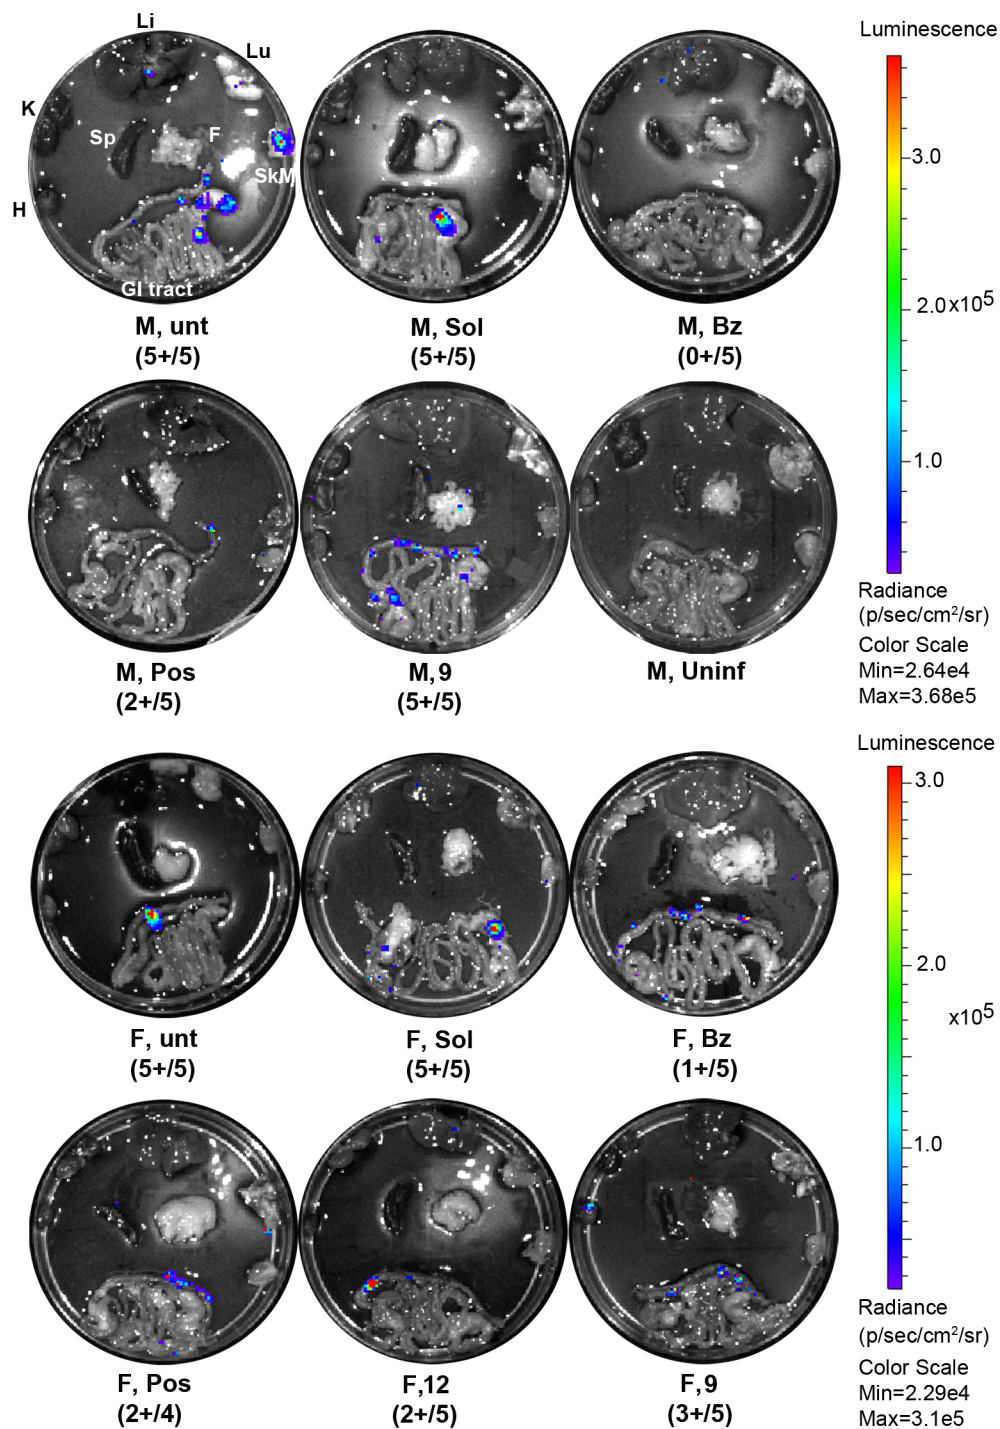 Li
Lu
K
Sp
F
SkM
H
GI tract
M, unt
(5+/5)
M, Sol
(5+/5)
M, Bz
(0+/5)
Luminescence
3.0
2.0
x10⁵
1.0
Radiance
(p/sec/cm²/sr)
Color Scale
Min=2.64e4
Max=3.68e5
M, Pos
(2+/5)
M,9
(5+/5)
M, Uninf
Luminescence
3.0
2.0
x10⁵
1.0
Radiance
(p/sec/cm²/sr)
Color Scale
Min=2.29e4
Max=3.1e5
F, unt
(5+/5)
F, Sol
(5+/5)
F, Bz
(1+/5)
F, Pos
(2+/4)
F,12
(2+/5)
F,9
(3+/5)